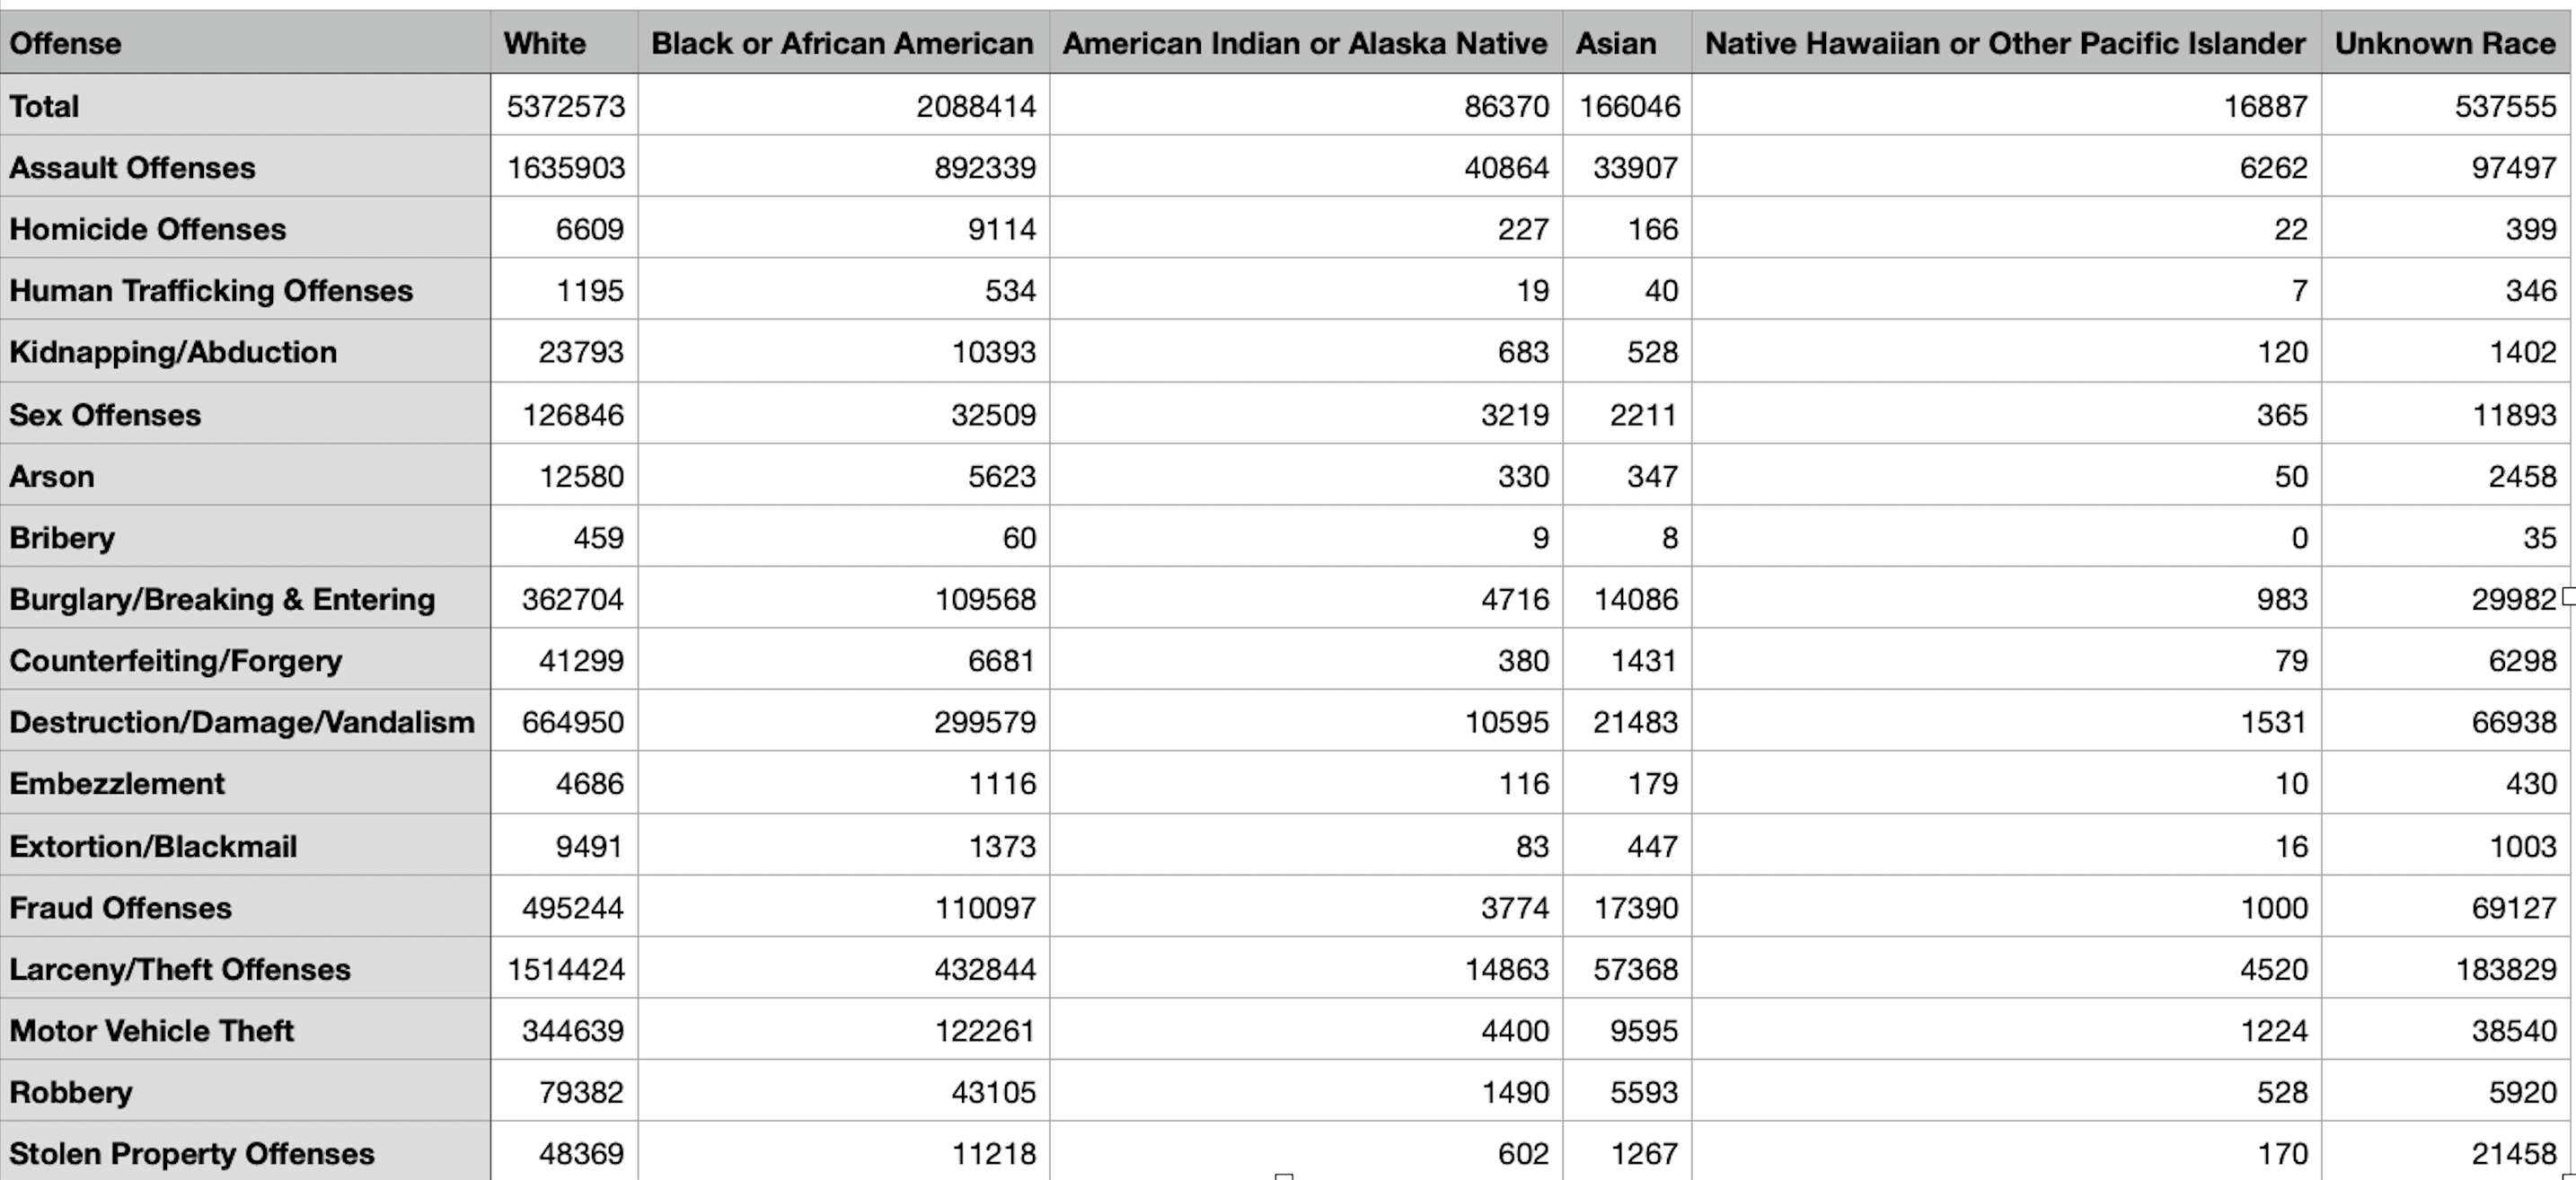 Offense White Black or African American American Indian or Alaska Native Asian Native Hawaiian or Other Pacific Islander Unknown Race
Total 5372573 2088414 86370 166046 16887 537555
Assault Offenses 1635903 892339 40864 33907 6262 97497
Homicide Offenses 6609 9114 227 166 22 399
Human Trafficking Offenses 1195 534 19 40 7 346
Kidnapping/Abduction 23793 10393 683 528 120 1402
Sex Offenses 126846 32509 3219 2211 365 11893
Arson 12580 5623 330 347 50 2458
Bribery 459 60 9 8 0 35
Burglary/Breaking & Entering 362704 109568 4716 14086 983 29982
Counterfeiting/Forgery 41299 6681 380 1431 79 6298
Destruction/Damage/Vandalism 664950 299579 10595 21483 1531 66938
Embezzlement 4686 1116 116 179 10 430
Extortion/Blackmail 9491 1373 83 447 16 1003
Fraud Offenses 495244 110097 3774 17390 1000 69127
Larceny/Theft Offenses 1514424 432844 14863 57368 4520 183829
Motor Vehicle Theft 344639 122261 4400 9595 1224 38540
Robbery 79382 43105 1490 5593 528 5920
Stolen Property Offenses 48369 11218 602 1267 170 21458